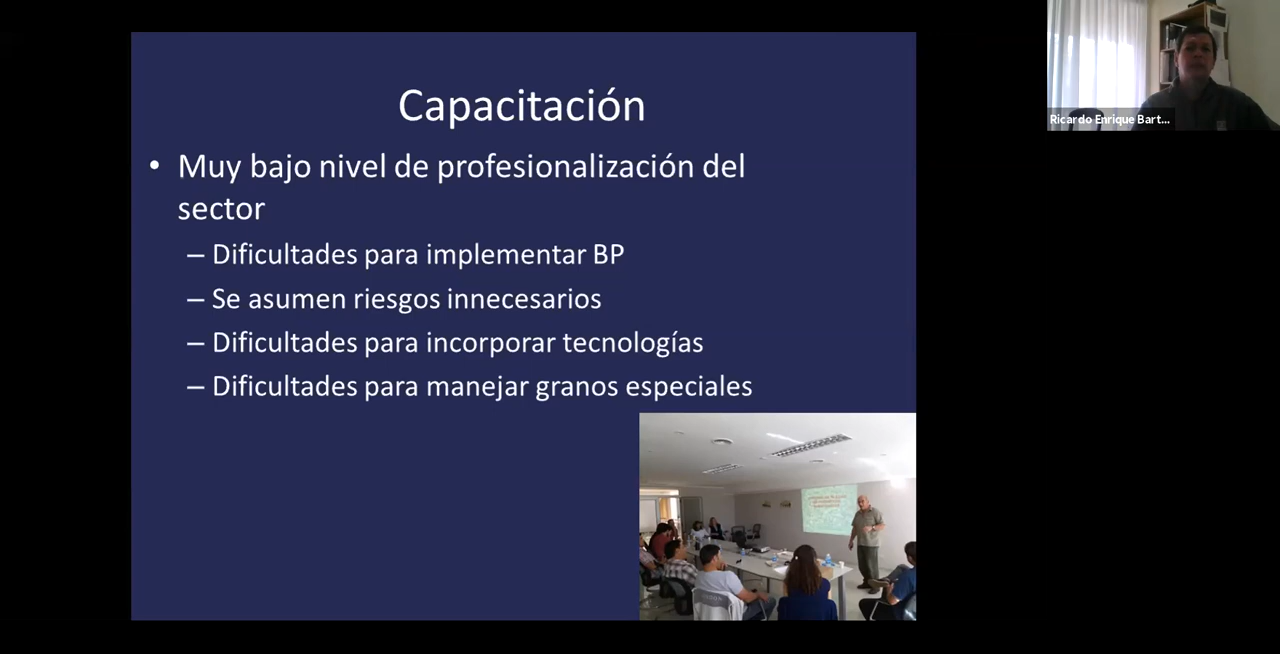 Capacitación
• Muy bajo nivel de profesionalización del
sector
– Dificultades para implementar BP
– Se asumen riesgos innecesarios
– Dificultades para incorporar tecnologías
– Dificultades para manejar granos especiales
Ricardo Enrique Bart...